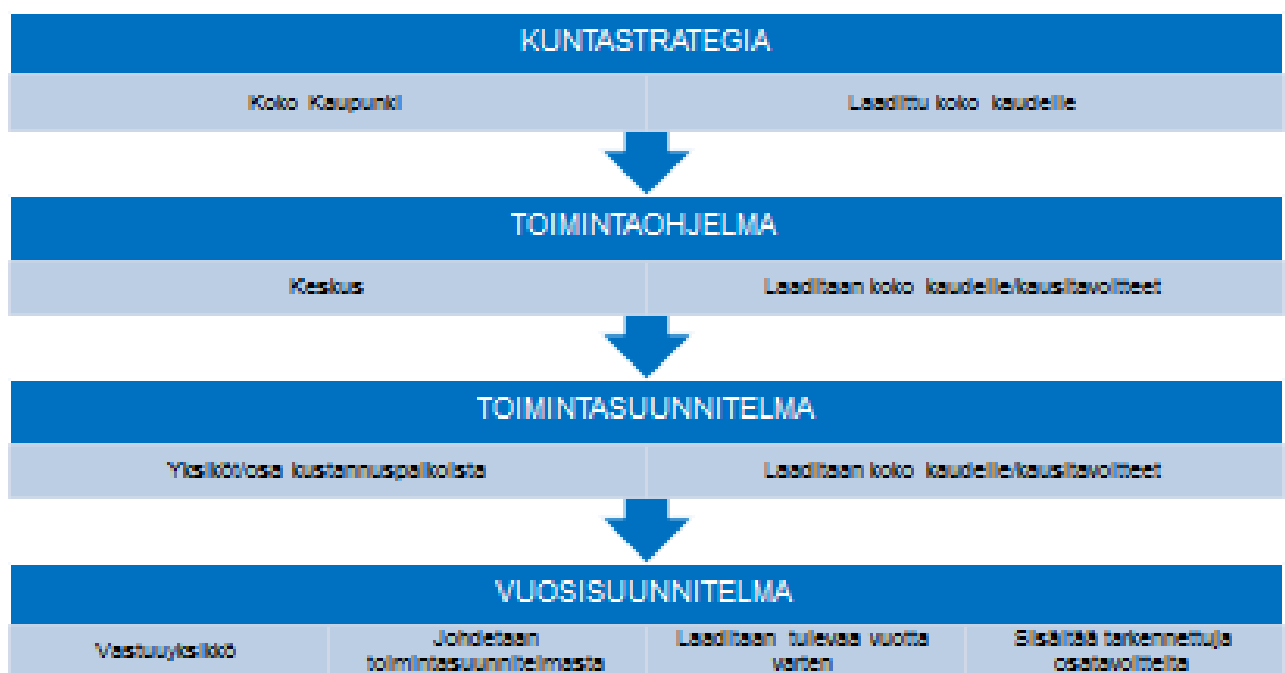 KUNTASTRATEGIA
Koko Kaupunki
Laadittu koko kaudelle
TOIMINTAOHJELMA
Keskus
Laaditaan koko kaudelle/kausitavoitteet
TOIMINTASUUNNITELMA
Yksiköt/osa kustannuspaikoista
Laaditaan koko kaudelle/kausitavoitteet
VUOSISUUNNITELMA
Vastuuyksikkö
Johdetaan
toimintasuunnitelmasta
Laaditaan tulevaa vuotta
varten
Sisältää tarkennettuja
osatavoitteita